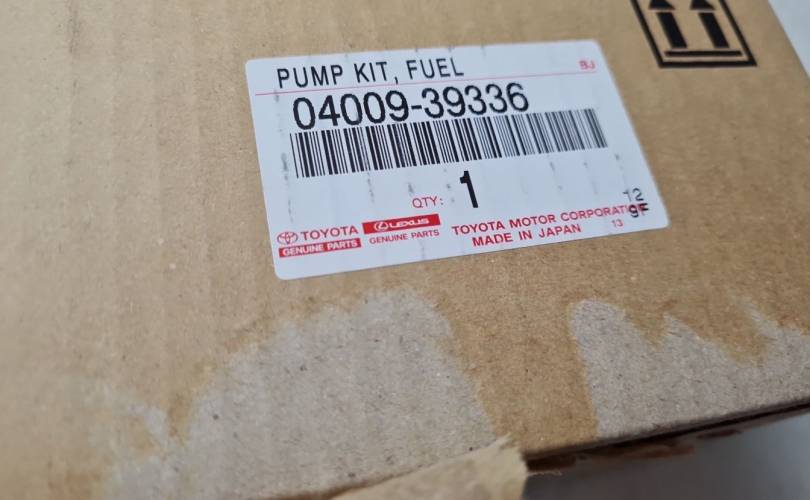 PUMP KIT, FUEL BJ
04009-39336
QTY: 1
12
TOYOTA LEXUS TOYOTA MOTOR CORPORATI 9F
GENUINE PARTS GENUINE PARTS MADE IN JAPAN 13